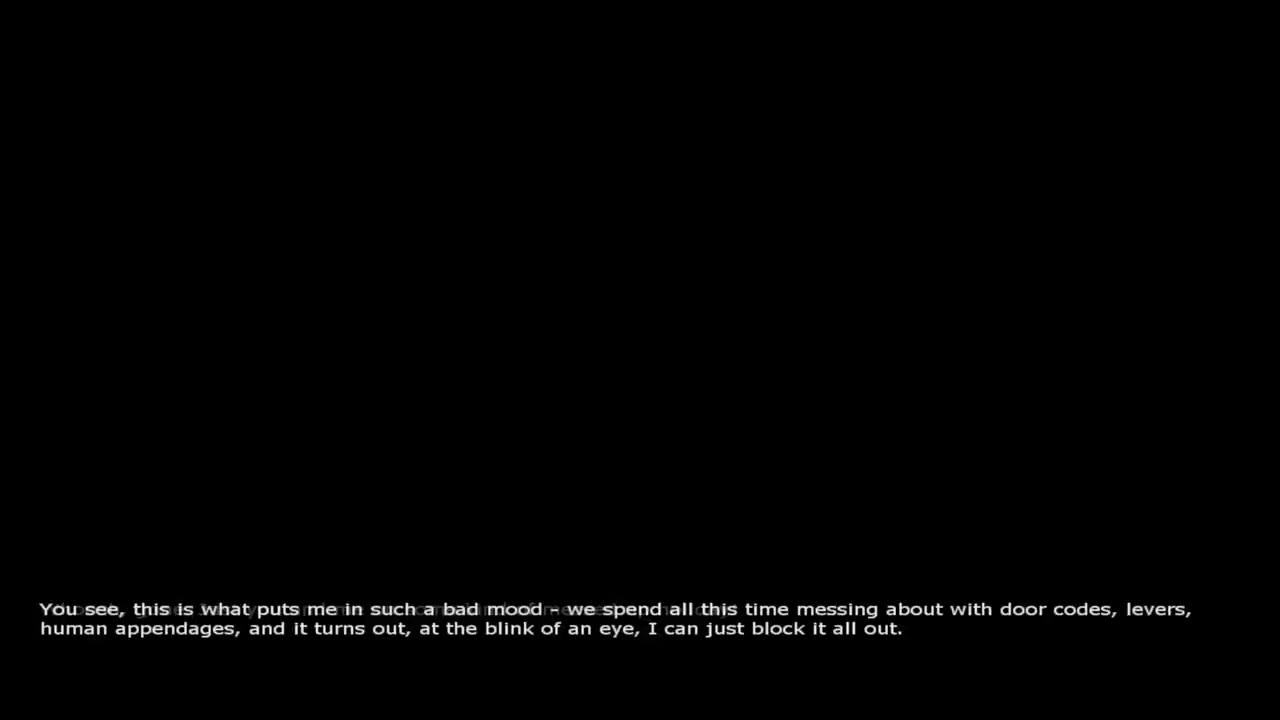 You see, this is what puts me in such a bad mood - we spend all this time messing about with door codes, levers,
human appendages, and it turns out, at the blink of an eye, I can just block it all out.